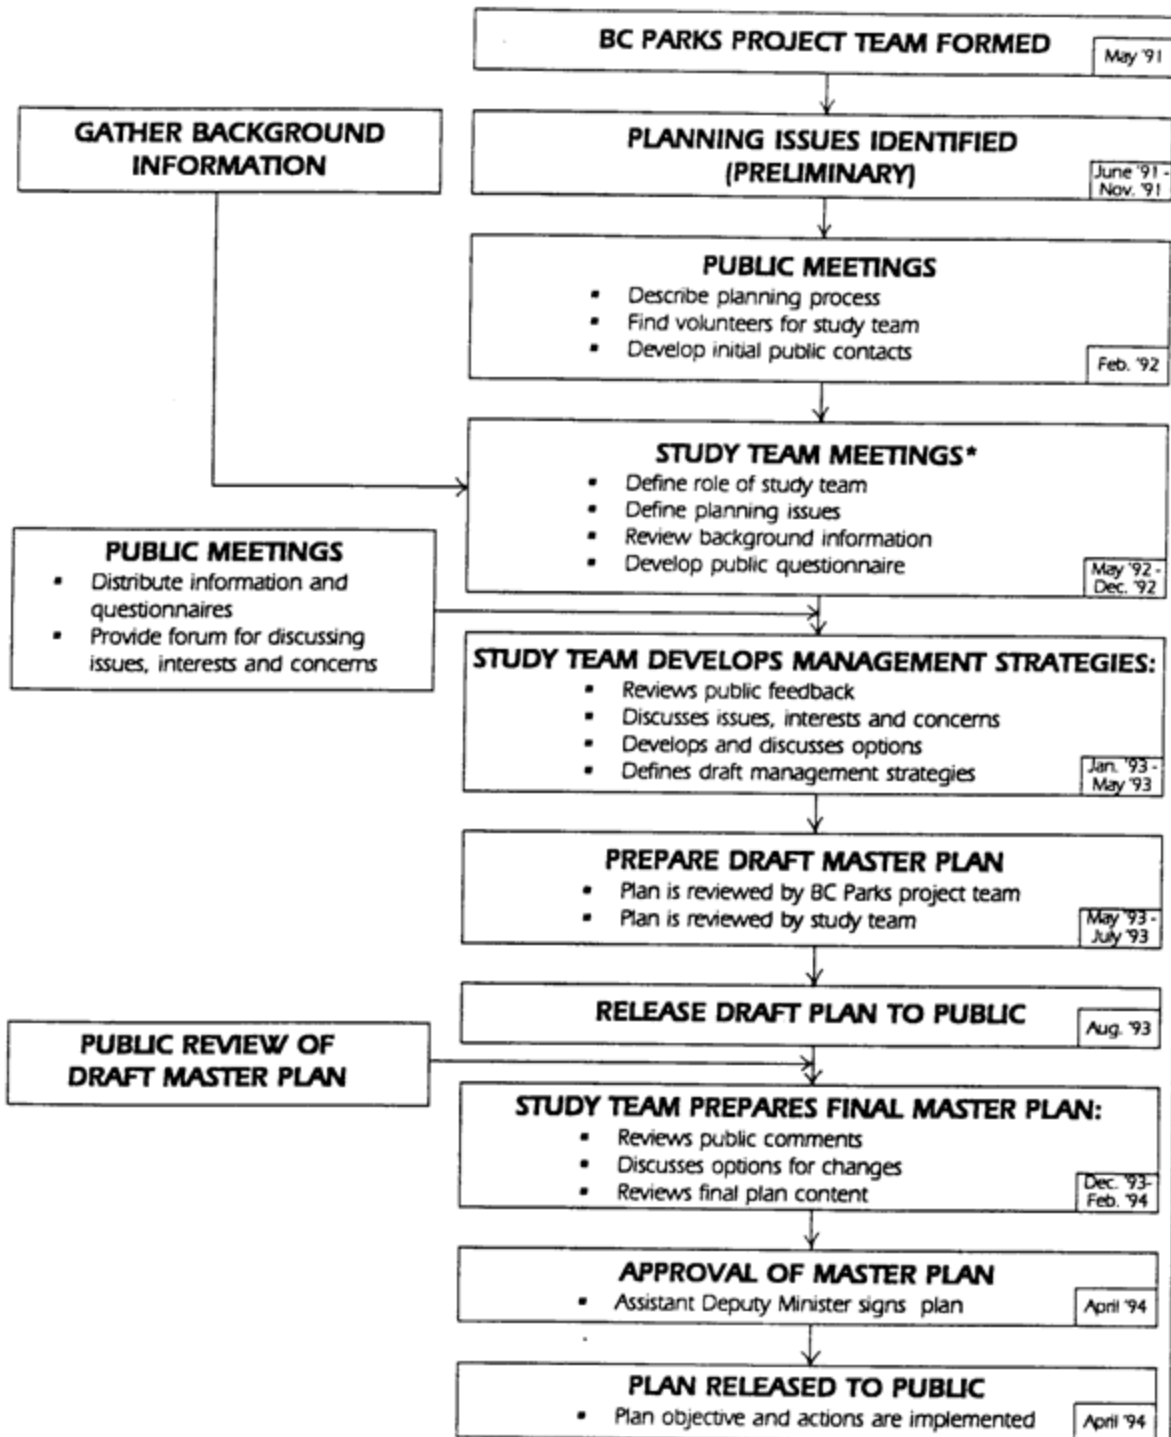 BC PARKS PROJECT TEAM FORMED
May '91
GATHER BACKGROUND
INFORMATION
PLANNING ISSUES IDENTIFIED
(PRELIMINARY)
June '91 -
Nov. '91
PUBLIC MEETINGS
▪ Describe planning process
▪ Find volunteers for study team
▪ Develop initial public contacts
Feb. '92
STUDY TEAM MEETINGS*
▪ Define role of study team
▪ Define planning issues
▪ Review background information
▪ Develop public questionnaire
May '92 -
Dec. '92
PUBLIC MEETINGS
▪ Distribute information and
questionnaires
▪ Provide forum for discussing
issues, interests and concerns
STUDY TEAM DEVELOPS MANAGEMENT STRATEGIES:
▪ Reviews public feedback
▪ Discusses issues, interests and concerns
▪ Develops and discusses options
▪ Defines draft management strategies
Jan. '93 -
May '93
PREPARE DRAFT MASTER PLAN
▪ Plan is reviewed by BC Parks project team
▪ Plan is reviewed by study team
May '93 -
July '93
RELEASE DRAFT PLAN TO PUBLIC
Aug. '93
PUBLIC REVIEW OF
DRAFT MASTER PLAN
STUDY TEAM PREPARES FINAL MASTER PLAN:
▪ Reviews public comments
▪ Discusses options for changes
▪ Reviews final plan content
Dec. '93-
Feb. '94
APPROVAL OF MASTER PLAN
▪ Assistant Deputy Minister signs plan
April '94
PLAN RELEASED TO PUBLIC
▪ Plan objective and actions are implemented
April '94